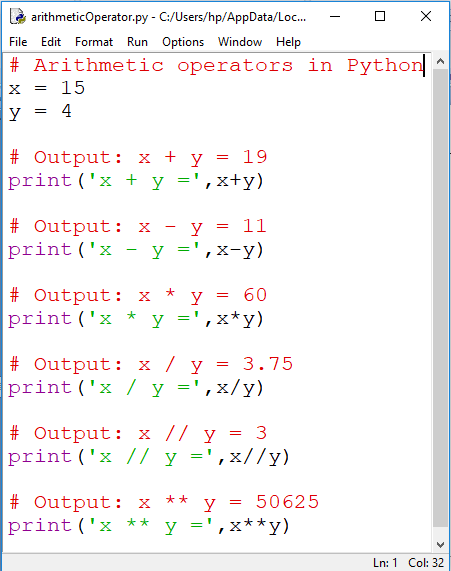 arithmeticOperator.py - C:/Users/hp/AppData/Loc...
File Edit Format Run Options Window Help
# Arithmetic operators in Python
x = 15
y = 4
# Output: x + y = 19
print('x + y =',x+y)
# Output: x - y = 11
print('x - y =',x-y)
# Output: x * y = 60
print('x * y =',x*y)
# Output: x / y = 3.75
print('x / y =',x/y)
# Output: x // y = 3
print('x // y =',x//y)
# Output: x ** y = 50625
print('x ** y =',x**y)
Ln: 1 Col: 32